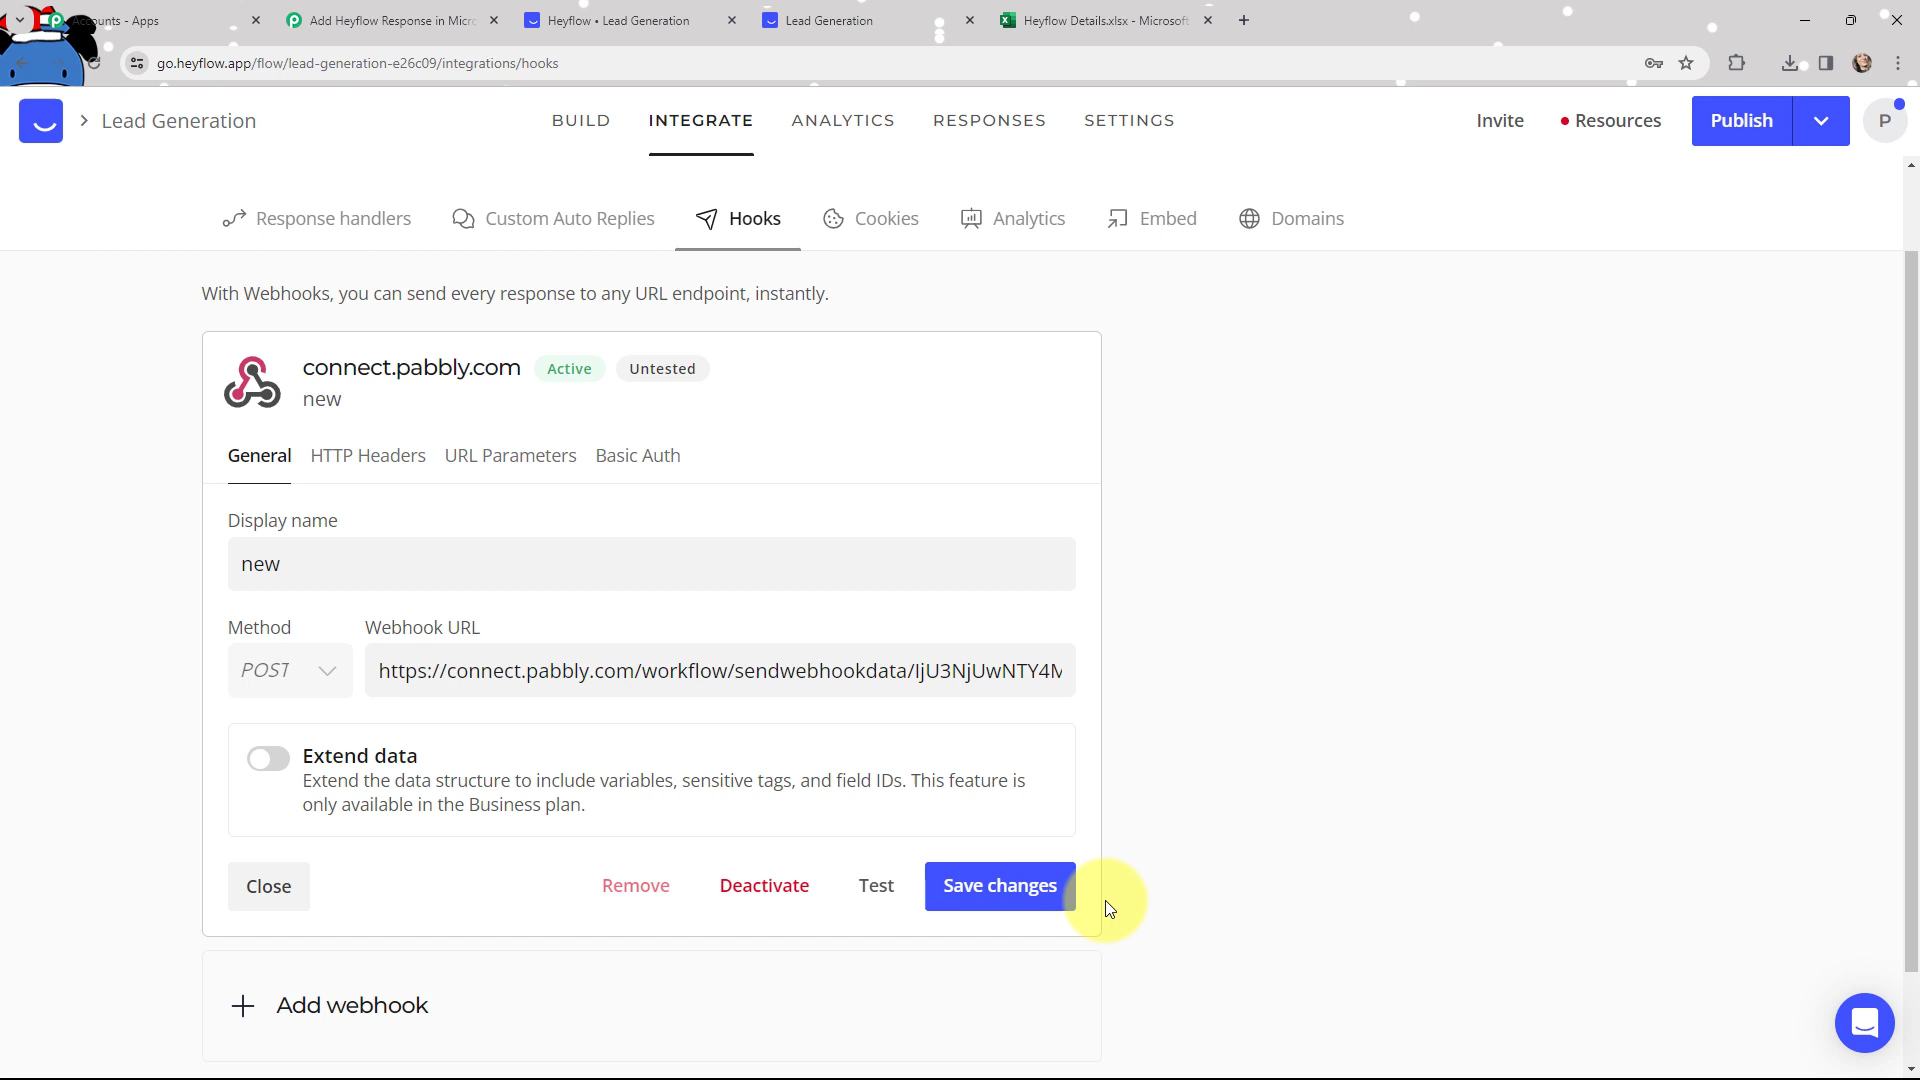 Accounts - Apps
Add Heyflow Response in Micro
Heyflow • Lead Generation
Lead Generation
Heyflow Details.xlsx - Microsoft
go.heyflow.app/flow/lead-generation-e26c09/integrations/hooks
Lead Generation
BUILD
INTEGRATE
ANALYTICS
RESPONSES
SETTINGS
Invite
Resources
Publish
P
Response handlers
Custom Auto Replies
Hooks
Cookies
Analytics
Embed
Domains
With Webhooks, you can send every response to any URL endpoint, instantly.
connect.pabbly.com
Active
Untested
new
General
HTTP Headers
URL Parameters
Basic Auth
Display name
new
Method
Webhook URL
POST
https://connect.pabbly.com/workflow/sendwebhookdata/IjU3NjUwNTY4M
Extend data
Extend the data structure to include variables, sensitive tags, and field IDs. This feature is
only available in the Business plan.
Close
Remove
Deactivate
Test
Save changes
Add webhook